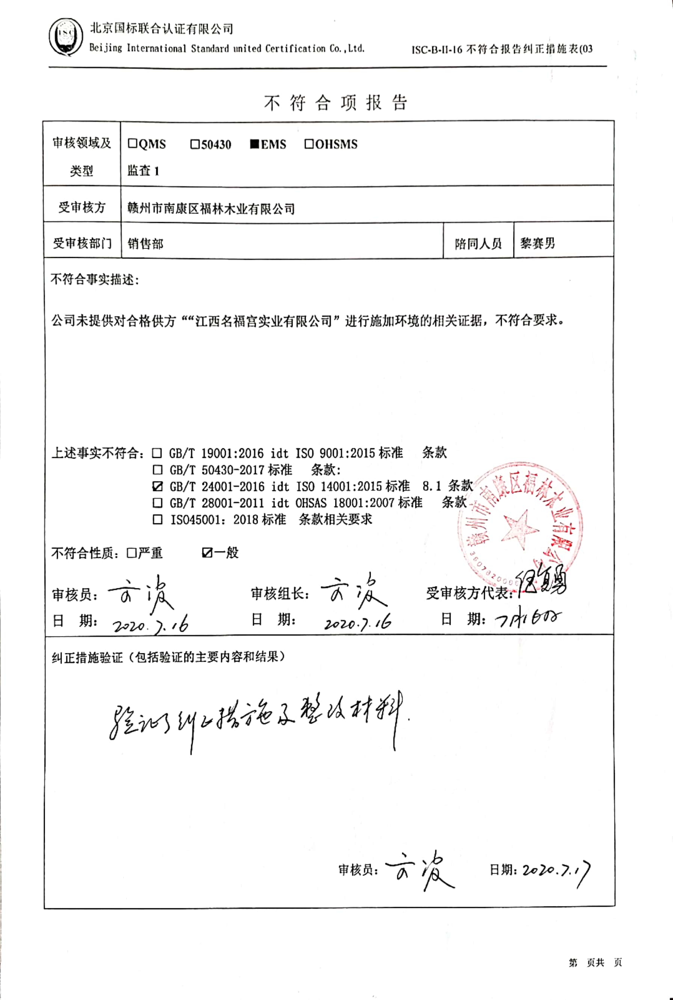 ISC
北京国标联合认证有限公司
Beijing International Standard united Certification Co.,Ltd.
ISC-B-II-16 不符合报告纠正措施表(03
不符合项报告
审核领域及类型
□QMS □50430 ■EMS □OHSMS
监查 1
受审核方
赣州市南康区福林木业有限公司
受审核部门
销售部
陪同人员
黎赛男
不符合事实描述：
公司未提供对合格供方““江西名福宫实业有限公司”进行施加环境的相关证据，不符合要求。
上述事实不符合：□ GB/T 19001:2016 idt ISO 9001:2015 标准 条款
□ GB/T 50430-2017 标准 条款：
☑ GB/T 24001-2016 idt ISO 14001:2015 标准 8.1 条款
□ GB/T 28001-2011 idt OHSAS 18001:2007 标准 条款
□ ISO45001：2018 标准 条款相关要求
赣州市南康区福林木业有限公司
不符合性质：□严重 ☑一般
审核员：方波 审核组长：方波 受审核方代表：
日 期：2020.7.16 日 期：2020.7.16 日 期：7月16日
纠正措施验证（包括验证的主要内容和结果）
验证了纠正措施及整改材料.
审核员：方波 日期：2020.7.17
第 页共 页